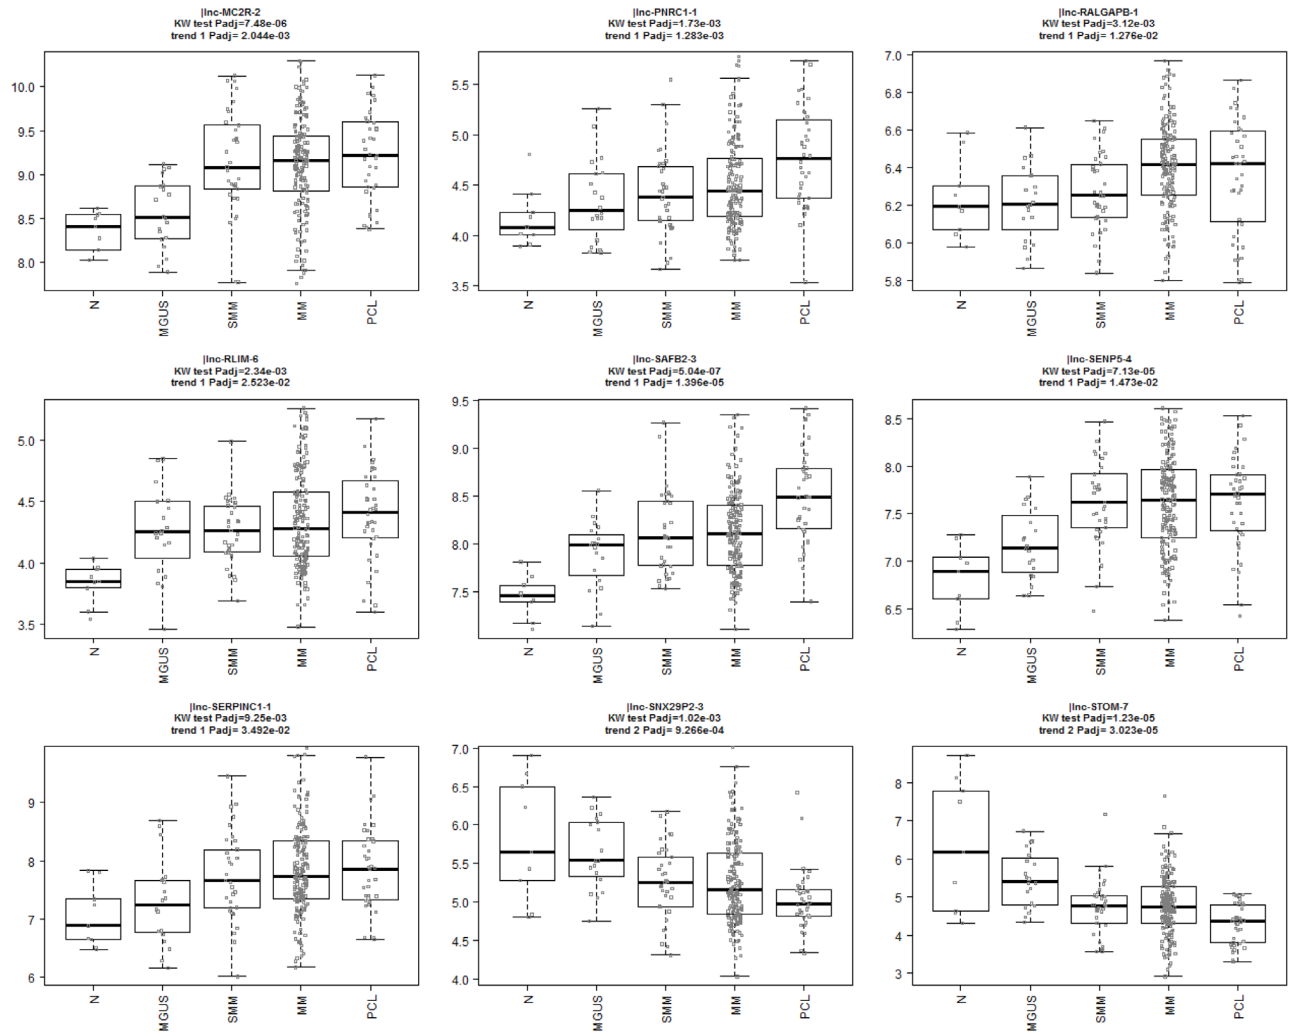 |lnc-MC2R-2
KW test Padj=7.48e-06
trend 1 Padj= 2.044e-03
10.0
9.5
9.0
8.5
8.0
N
MGUS
SMM
MM
PCL
|lnc-PNRC1-1
KW test Padj=1.73e-03
trend 1 Padj= 1.283e-03
5.5
5.0
4.5
4.0
3.5
N
MGUS
SMM
MM
PCL
|lnc-RALGAPB-1
KW test Padj=3.12e-03
trend 1 Padj= 1.276e-02
7.0
6.8
6.6
6.4
6.2
6.0
5.8
N
MGUS
SMM
MM
PCL
|lnc-RLIM-6
KW test Padj=2.34e-03
trend 1 Padj= 2.523e-02
5.0
4.5
4.0
3.5
N
MGUS
SMM
MM
PCL
|lnc-SAFB2-3
KW test Padj=5.04e-07
trend 1 Padj= 1.396e-05
9.5
9.0
8.5
8.0
7.5
N
MGUS
SMM
MM
PCL
|lnc-SENP5-4
KW test Padj=7.13e-05
trend 1 Padj= 1.473e-02
8.5
8.0
7.5
7.0
6.5
N
MGUS
SMM
MM
PCL
|lnc-SERPINC1-1
KW test Padj=9.25e-03
trend 1 Padj= 3.492e-02
9
8
7
6
N
MGUS
SMM
MM
PCL
|lnc-SNX29P2-3
KW test Padj=1.02e-03
trend 2 Padj= 9.266e-04
7.0
6.5
6.0
5.5
5.0
4.5
4.0
N
MGUS
SMM
MM
PCL
|lnc-STOM-7
KW test Padj=1.23e-05
trend 2 Padj= 3.023e-05
8
7
6
5
4
3
N
MGUS
SMM
MM
PCL